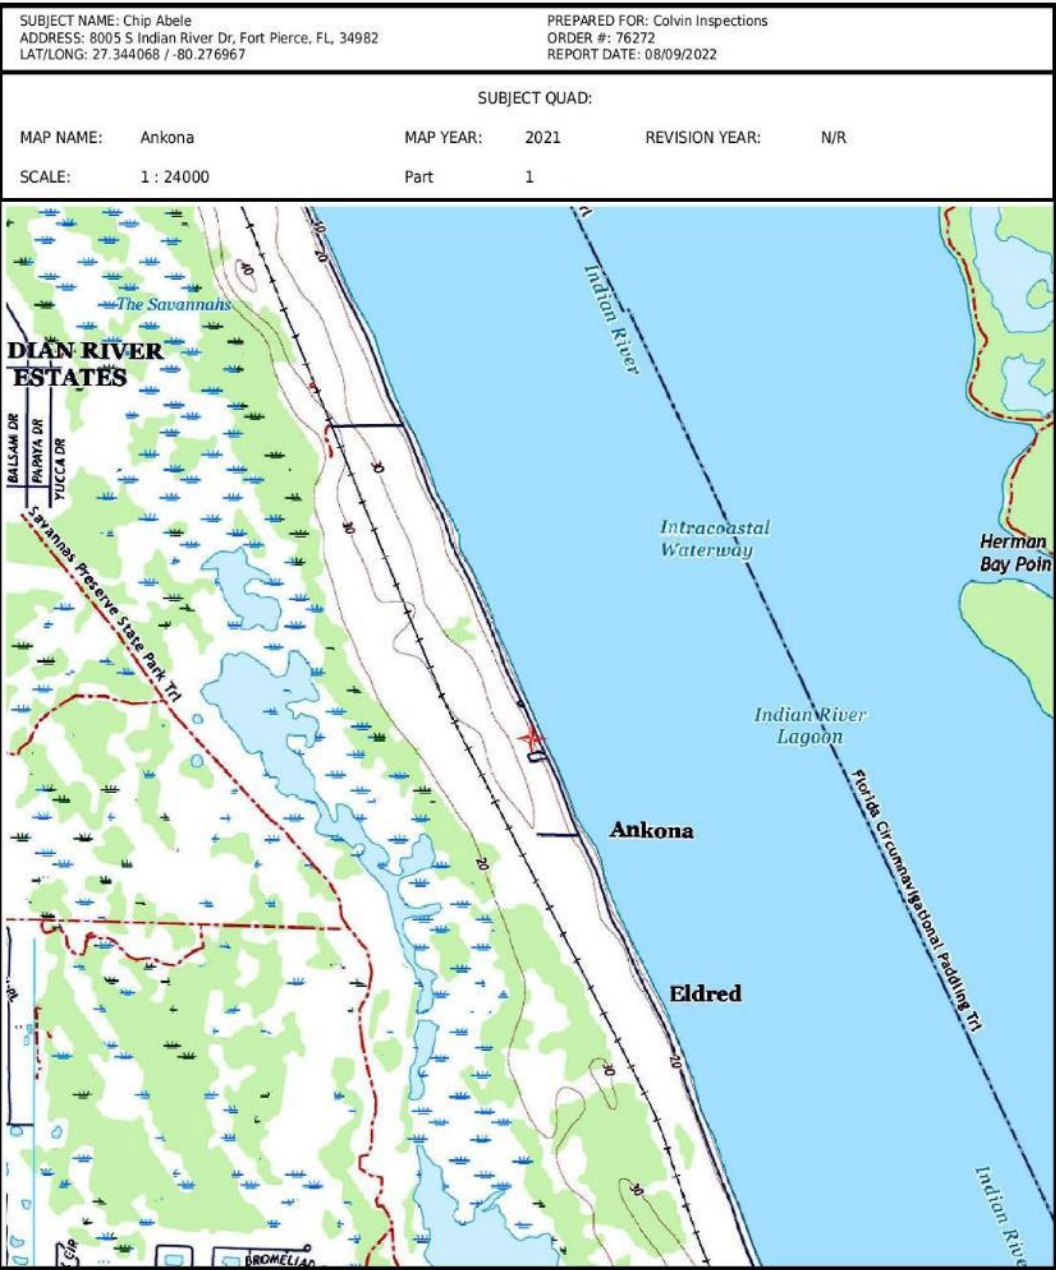 SUBJECT NAME: Chip Abele
ADDRESS: 8005 S Indian River Dr, Fort Pierce, FL, 34982
LAT/LONG: 27.344068 / -80.276967
PREPARED FOR: Colvin Inspections
ORDER #: 76272
REPORT DATE: 08/09/2022
SUBJECT QUAD:
MAP NAME: Ankona MAP YEAR: 2021 REVISION YEAR: N/R
SCALE: 1 : 24000 Part 1
10
20
40
Indian River
The Savannahs
DIAN RIVER
ESTATES
BALSAM DR
PAPAYA DR
YUCCA DR
30
30
Savannas Preserve State Park Trl
Intracoastal
Waterway
Herman
Bay Poin
Indian River
Lagoon
Florida Circumnavigational Paddling Trl
Ankona
20
Eldred
20
30
30
Indian Rive
CIR
BROMELIAD